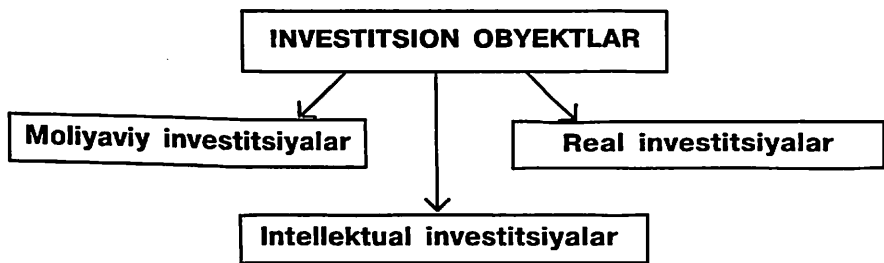 INVESTITSION OBYEKTLAR
Moliyaviy investitsiyalar
Real investitsiyalar
Intellektual investitsiyalar